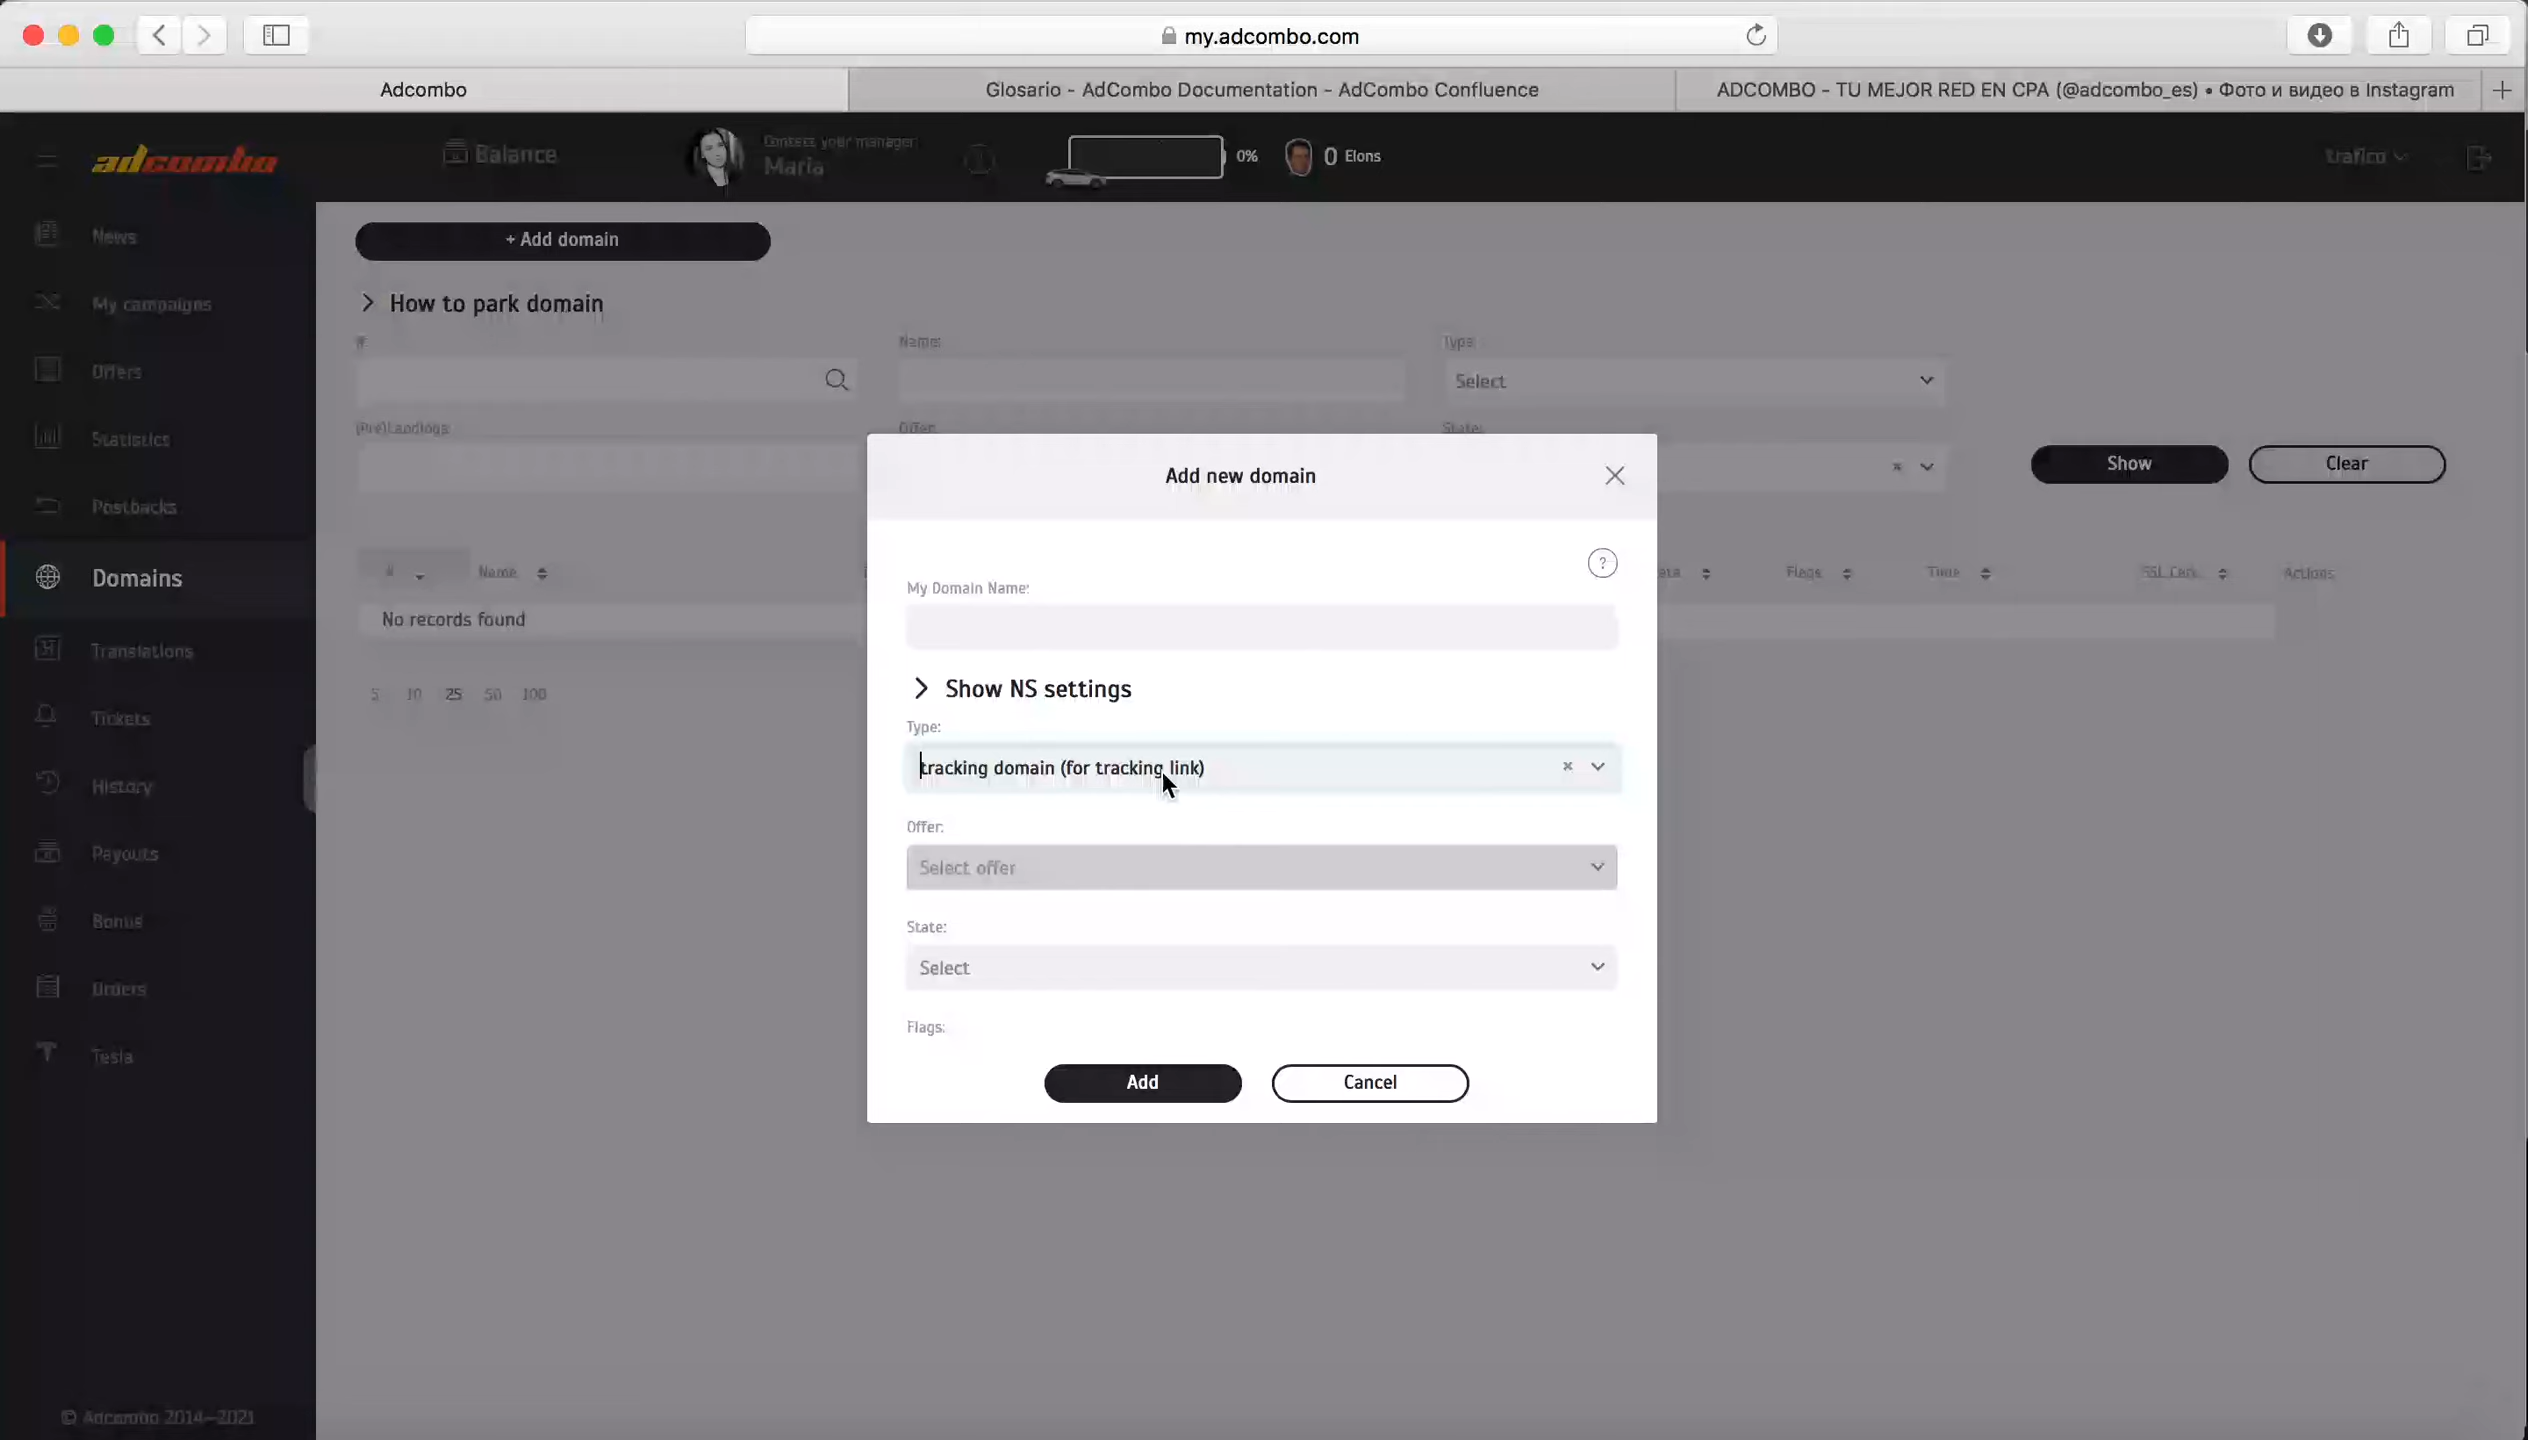 my.adcombo.com
Adcombo
Glosario - AdCombo Documentation - AdCombo Confluence
ADCOMBO - TU MEJOR RED EN CPA (@adcombo_es) • Фото и видео в Instagram
adcombo
Balance
Contact your manager:
Maria
0%
0 Elons
trafico
News
My campaigns
Offers
Statistics
Postbacks
Domains
Translations
Tickets
History
Payouts
Bonus
Orders
Tesla
© Adcombo 2014—2021
+ Add domain
How to park domain
#:
Name:
Type:
Select
(Pre)Landings:
Offer:
State:
Show
Clear
#
Name
Flags
Time
SSL Cert.
Actions
No records found
5 10 25 50 100
Add new domain
?
My Domain Name:
Show NS settings
Type:
tracking domain (for tracking link)
Offer:
Select offer
State:
Select
Flags:
Add
Cancel